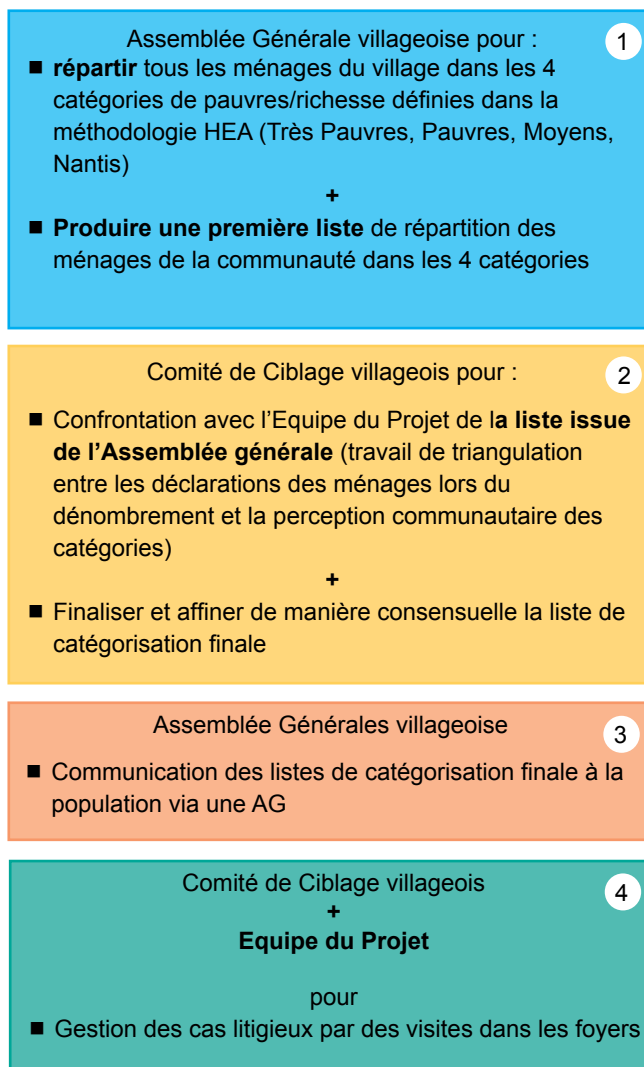 Assemblée Générale villageoise pour :
1
■ répartir tous les ménages du village dans les 4
catégories de pauvres/richesse définies dans la
méthodologie HEA (Très Pauvres, Pauvres, Moyens,
Nantis)
+
■ Produire une première liste de répartition des
ménages de la communauté dans les 4 catégories
Comité de Ciblage villageois pour :
2
■ Confrontation avec l’Equipe du Projet de la liste issue
de l’Assemblée générale (travail de triangulation
entre les déclarations des ménages lors du
dénombrement et la perception communautaire des
catégories)
+
■ Finaliser et affiner de manière consensuelle la liste de
catégorisation finale
Assemblée Générales villageoise
3
■ Communication des listes de catégorisation finale à la
population via une AG
Comité de Ciblage villageois
4
+
Equipe du Projet
pour
■ Gestion des cas litigieux par des visites dans les foyers